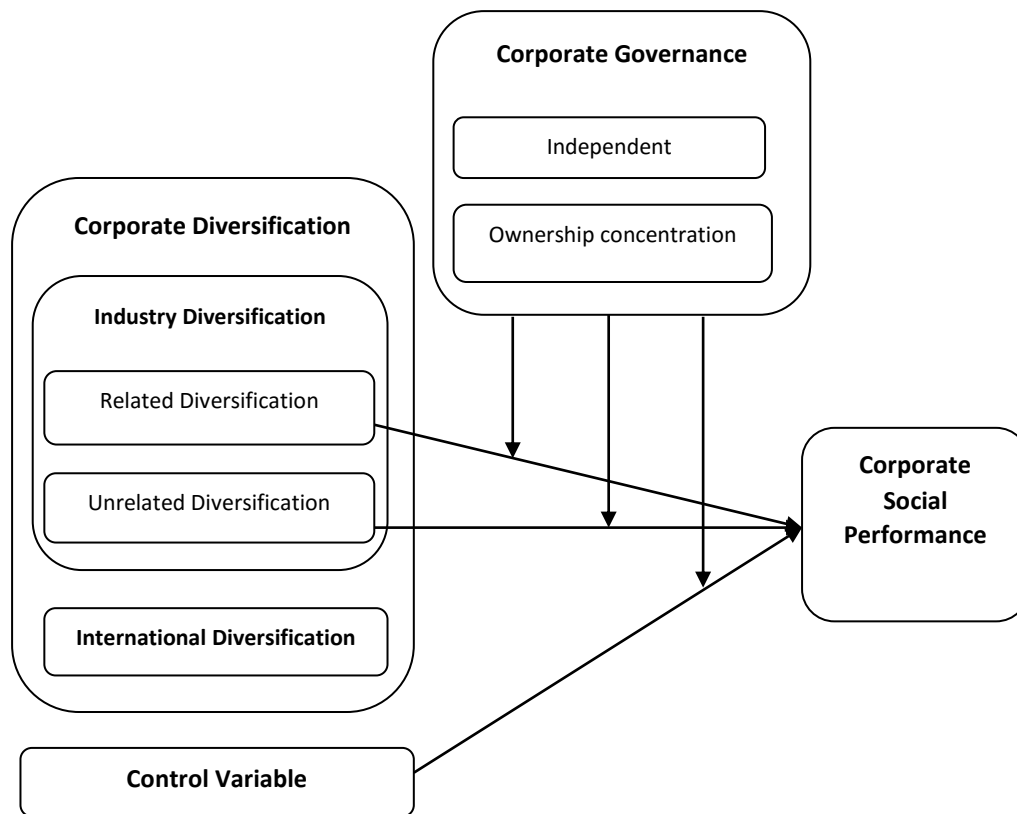 Corporate Governance
Independent
Ownership concentration
Corporate Diversification
Industry Diversification
Related Diversification
Unrelated Diversification
International Diversification
Control Variable
Corporate
Social
Performance